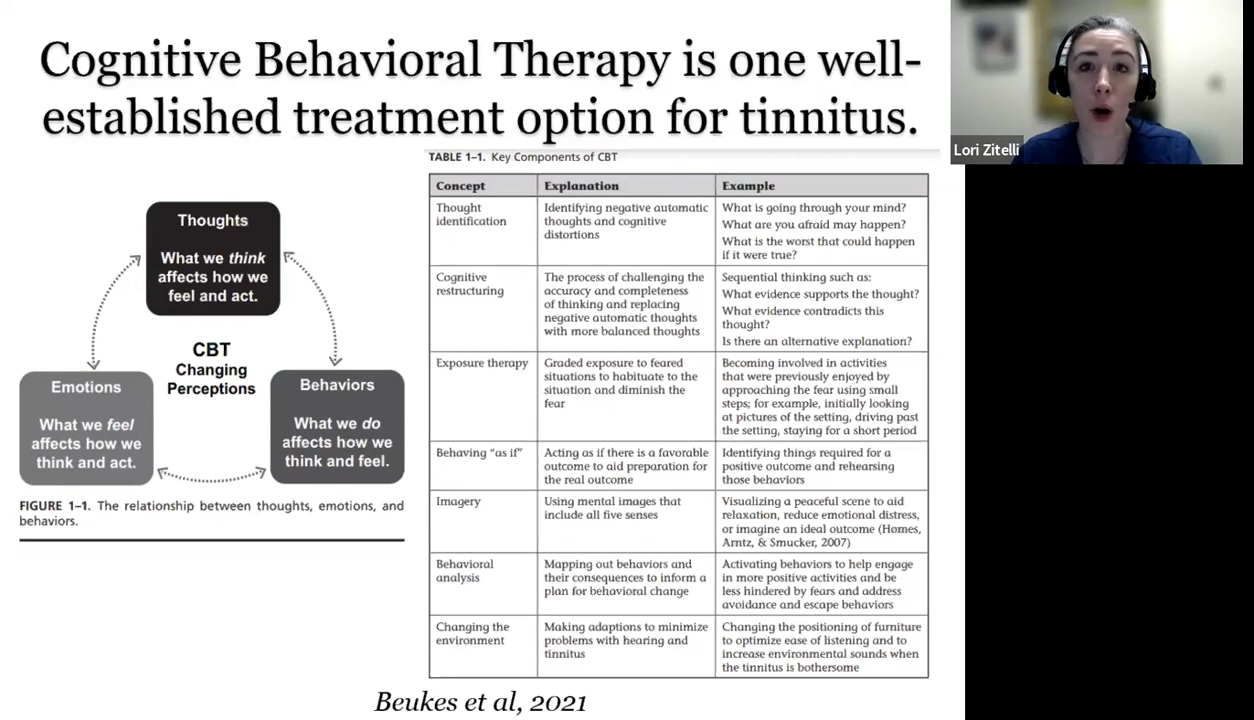 Cognitive Behavioral Therapy is one well-
established treatment option for tinnitus.
Lori Zitelli
Thoughts
What we think
affects how we
feel and act.
CBT
Changing
Perceptions
Emotions
What we feel
affects how we
think and act.
Behaviors
What we do
affects how we
think and feel.
FIGURE 1–1. The relationship between thoughts, emotions, and
behaviors.
TABLE 1–1. Key Components of CBT
Concept
Explanation
Example
Thought
identification
Identifying negative automatic
thoughts and cognitive
distortions
What is going through your mind?
What are you afraid may happen?
What is the worst that could happen
if it were true?
Cognitive
restructuring
The process of challenging the
accuracy and completeness
of thinking and replacing
negative automatic thoughts
with more balanced thoughts
Sequential thinking such as:
What evidence supports the thought?
What evidence contradicts this
thought?
Is there an alternative explanation?
Exposure therapy
Graded exposure to feared
situations to habituate to the
situation and diminish the
fear
Becoming involved in activities
that were previously enjoyed by
approaching the fear using small
steps; for example, initially looking
at pictures of the setting, driving past
the setting, staying for a short period
Behaving “as if”
Acting as if there is a favorable
outcome to aid preparation for
the real outcome
Identifying things required for a
positive outcome and rehearsing
those behaviors
Imagery
Using mental images that
include all five senses
Visualizing a peaceful scene to aid
relaxation, reduce emotional distress,
or imagine an ideal outcome (Hømes,
Arntz, & Smucker, 2007)
Behavioral
analysis
Mapping out behaviors and
their consequences to inform a
plan for behavioral change
Activating behaviors to help engage
in more positive activities and be
less hindered by fears and address
avoidance and escape behaviors
Changing the
environment
Making adaptions to minimize
problems with hearing and
tinnitus
Changing the positioning of furniture
to optimize ease of listening and to
increase environmental sounds when
the tinnitus is bothersome
Beukes et al, 2021